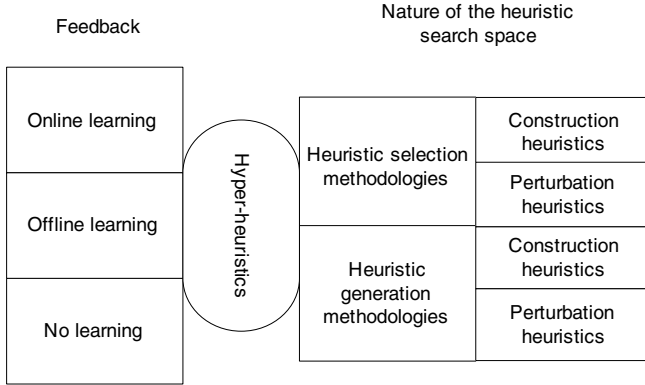 Feedback
Nature of the heuristic
search space
Online learning
Offline learning
No learning
Hyper-heuristics
Heuristic selection
methodologies
Construction
heuristics
Perturbation
heuristics
Heuristic
generation
methodologies
Construction
heuristics
Perturbation
heuristics